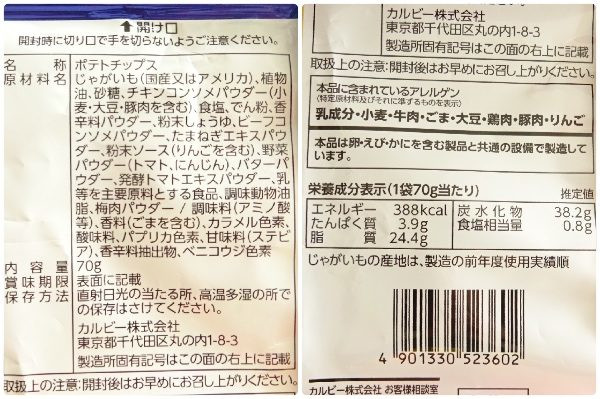 ⬆開け口
開封時に切り口で手を切らないようご注意ください。
名称 ポテトチップス
原材料名 じゃがいも(国産又はアメリカ)、植物
油、砂糖、チキンコンソメパウダー(小
麦・大豆・豚肉を含む)、食塩、でん粉、香
辛料パウダー、粉末しょうゆ、ビーフコ
ンソメパウダー、たまねぎエキスパウ
ダー、粉末ソース(りんごを含む)、野菜
パウダー(トマト、にんじん)、バターパ
ウダー、発酵トマトエキスパウダー、乳
等を主要原料とする食品、調味動物油
脂、梅肉パウダー / 調味料(アミノ酸
等)、香料(ごまを含む)、カラメル色素、
酸味料、パプリカ色素、甘味料(ステビ
ア)、香辛料抽出物、ベニコウジ色素
内容量 70g
賞味期限 表面に記載
保存方法 直射日光の当たる所、高温多湿の所で
の保存はさけてください。
カルビー株式会社
東京都千代田区丸の内1-8-3
製造所固有記号はこの面の右上に記載
取扱上の注意:開封後はお早めにお召し上がりください。
カルビー株式会社
東京都千代田区丸の内1-8-3
製造所固有記号はこの面の右上に記載
取扱上の注意:開封後はお早めにお召し上がりください
本品に含まれているアレルゲン
(特定原材料及びそれに準ずるものを表示)
乳成分・小麦・牛肉・ごま・大豆・鶏肉・豚肉・りんご
本品は卵・えび・かにを含む製品と共通の設備で製造して
います。
栄養成分表示(1袋70g当たり) 推定値
エネルギー 388kcal 炭水化物 38.2g
たんぱく質 3.9g 食塩相当量 0.8g
脂質 24.4g
じゃがいもの産地は、製造の前年度使用実績順
4 901330 523602
カルビー株式会社 お客様相談室